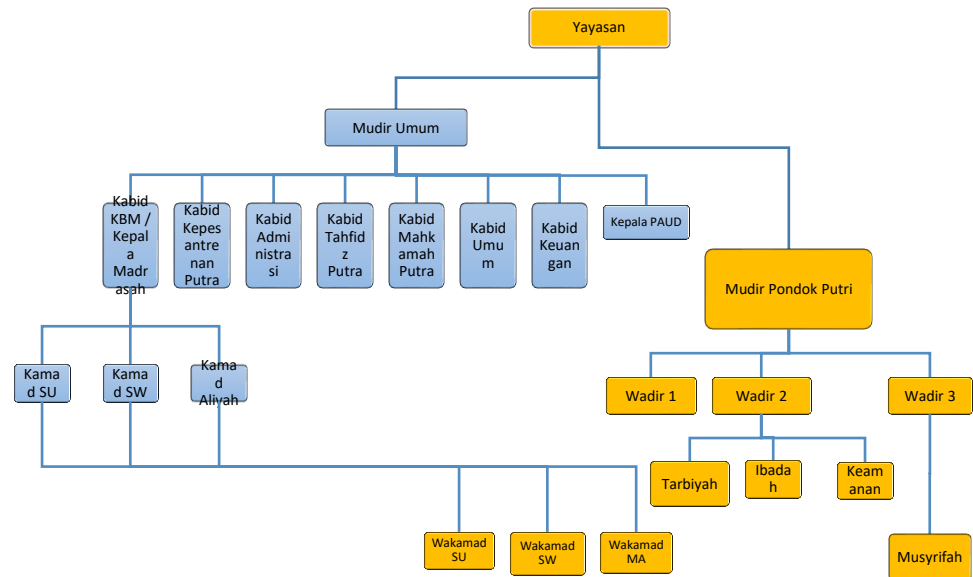 Yayasan
Mudir Umum
Kabid
KBM /
Kepal
a
Madr
asah
Kabid
Kepes
antre
nan
Putra
Kabid
Admi
nistra
si
Kabid
Tahfid
z
Putra
Kabid
Mahk
amah
Putra
Kabid
Umu
m
Kabid
Keuan
gan
Kepala PAUD
Mudir Pondok Putri
Kama
d SU
Kama
d SW
Kama
d
Aliyah
Wadir 1
Wadir 2
Wadir 3
Tarbiyah
Ibada
h
Keam
anan
Wakamad
SU
Wakamad
SW
Wakamad
MA
Musyrifah